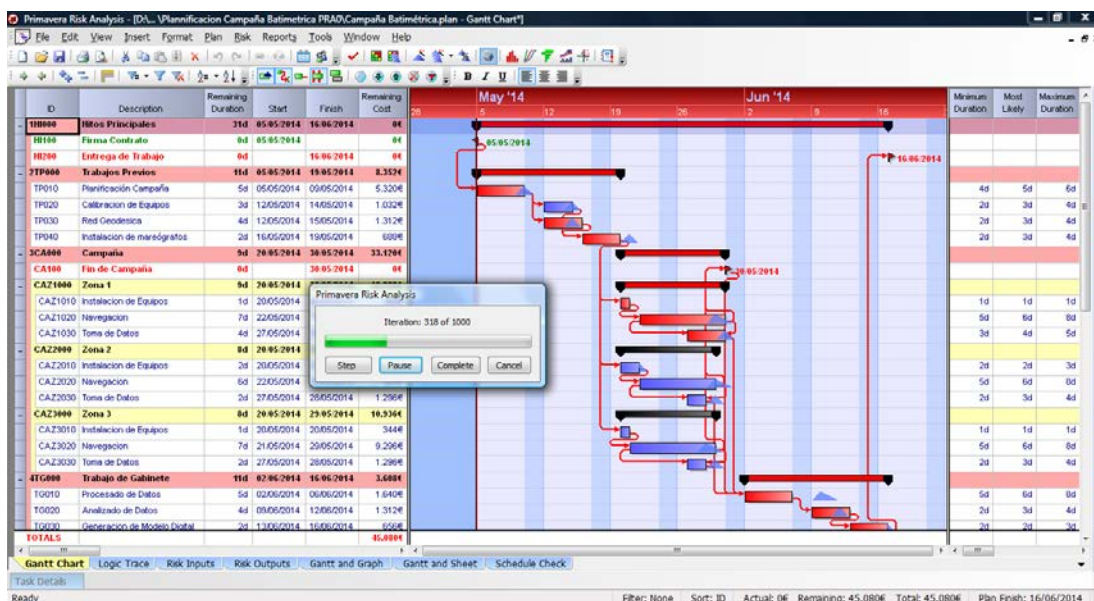 Primavera Risk Analysis - [D:\... \Plannificacion Campaña Batimetrica PRA0\Campaña Batimétrica.plan - Gantt Chart*]
File Edit View Insert Format Plan Risk Reports Tools Window Help
B I U
ID Description Remaining Duration Start Finish Remaining Cost May '14 Jun '14 Minimum Duration Most Likely Maximum Duration
28 5 12 19 26 2 9 16
1HI000 Hitos Principales 31d 05/05/2014 16/06/2014 0€
HI100 Firma Contrato 0d 05/05/2014 0€ 05/05/2014
HI200 Entrega de Trabajo 0d 16/06/2014 0€ 16/06/2014
2TP000 Trabajos Previos 11d 05/05/2014 19/05/2014 8.352€
TP010 Planificación Campaña 5d 05/05/2014 09/05/2014 5.320€ 4d 5d 6d
TP020 Calibracion de Equipos 3d 12/05/2014 14/05/2014 1.032€ 2d 3d 4d
TP030 Red Geodesica 4d 12/05/2014 15/05/2014 1.312€ 2d 3d 4d
TP040 Instalacion de mareógrafos 2d 16/05/2014 19/05/2014 688€ 2d 3d 4d
3CA000 Campaña 9d 20/05/2014 30/05/2014 33.120€
CA100 Fin de Campaña 0d 30/05/2014 0€ 30/05/2014
CAZ1000 Zona 1 9d 20/05/2014
CAZ1010 Instalacion de Equipos 1d 20/05/2014 1d 1d 1d
CAZ1020 Navegacion 7d 22/05/2014 5d 6d 8d
CAZ1030 Toma de Datos 4d 27/05/2014 3d 4d 5d
CAZ2000 Zona 2 8d 20/05/2014
CAZ2010 Instalacion de Equipos 2d 20/05/2014 2d 2d 3d
CAZ2020 Navegacion 6d 22/05/2014 5d 6d 8d
CAZ2030 Toma de Datos 2d 27/05/2014 28/05/2014 1.296€ 2d 3d 4d
CAZ3000 Zona 3 8d 20/05/2014 29/05/2014 10.936€
CAZ3010 Instalacion de Equipos 1d 20/05/2014 20/05/2014 344€ 1d 1d 1d
CAZ3020 Navegacion 7d 21/05/2014 29/05/2014 9.296€ 5d 6d 8d
CAZ3030 Toma de Datos 2d 27/05/2014 28/05/2014 1.296€ 2d 3d 4d
4TG000 Trabajo de Gabinete 11d 02/06/2014 16/06/2014 3.608€
TG010 Procesado de Datos 5d 02/06/2014 06/06/2014 1.640€ 5d 6d 8d
TG020 Analizado de Datos 4d 09/06/2014 12/06/2014 1.312€ 2d 3d 4d
TG030 Generacion de Modelo Digital 2d 13/06/2014 16/06/2014 656€ 2d 2d 3d
TOTALS 45.080€
Primavera Risk Analysis
Iteration: 318 of 1000
Step Pause Complete Cancel
Gantt Chart Logic Trace Risk Inputs Risk Outputs Gantt and Graph Gantt and Sheet Schedule Check
Task Details
Ready Filter: None Sort: ID Actual: 0€ Remaining: 45.080€ Total: 45.080€ Plan Finish: 16/06/2014